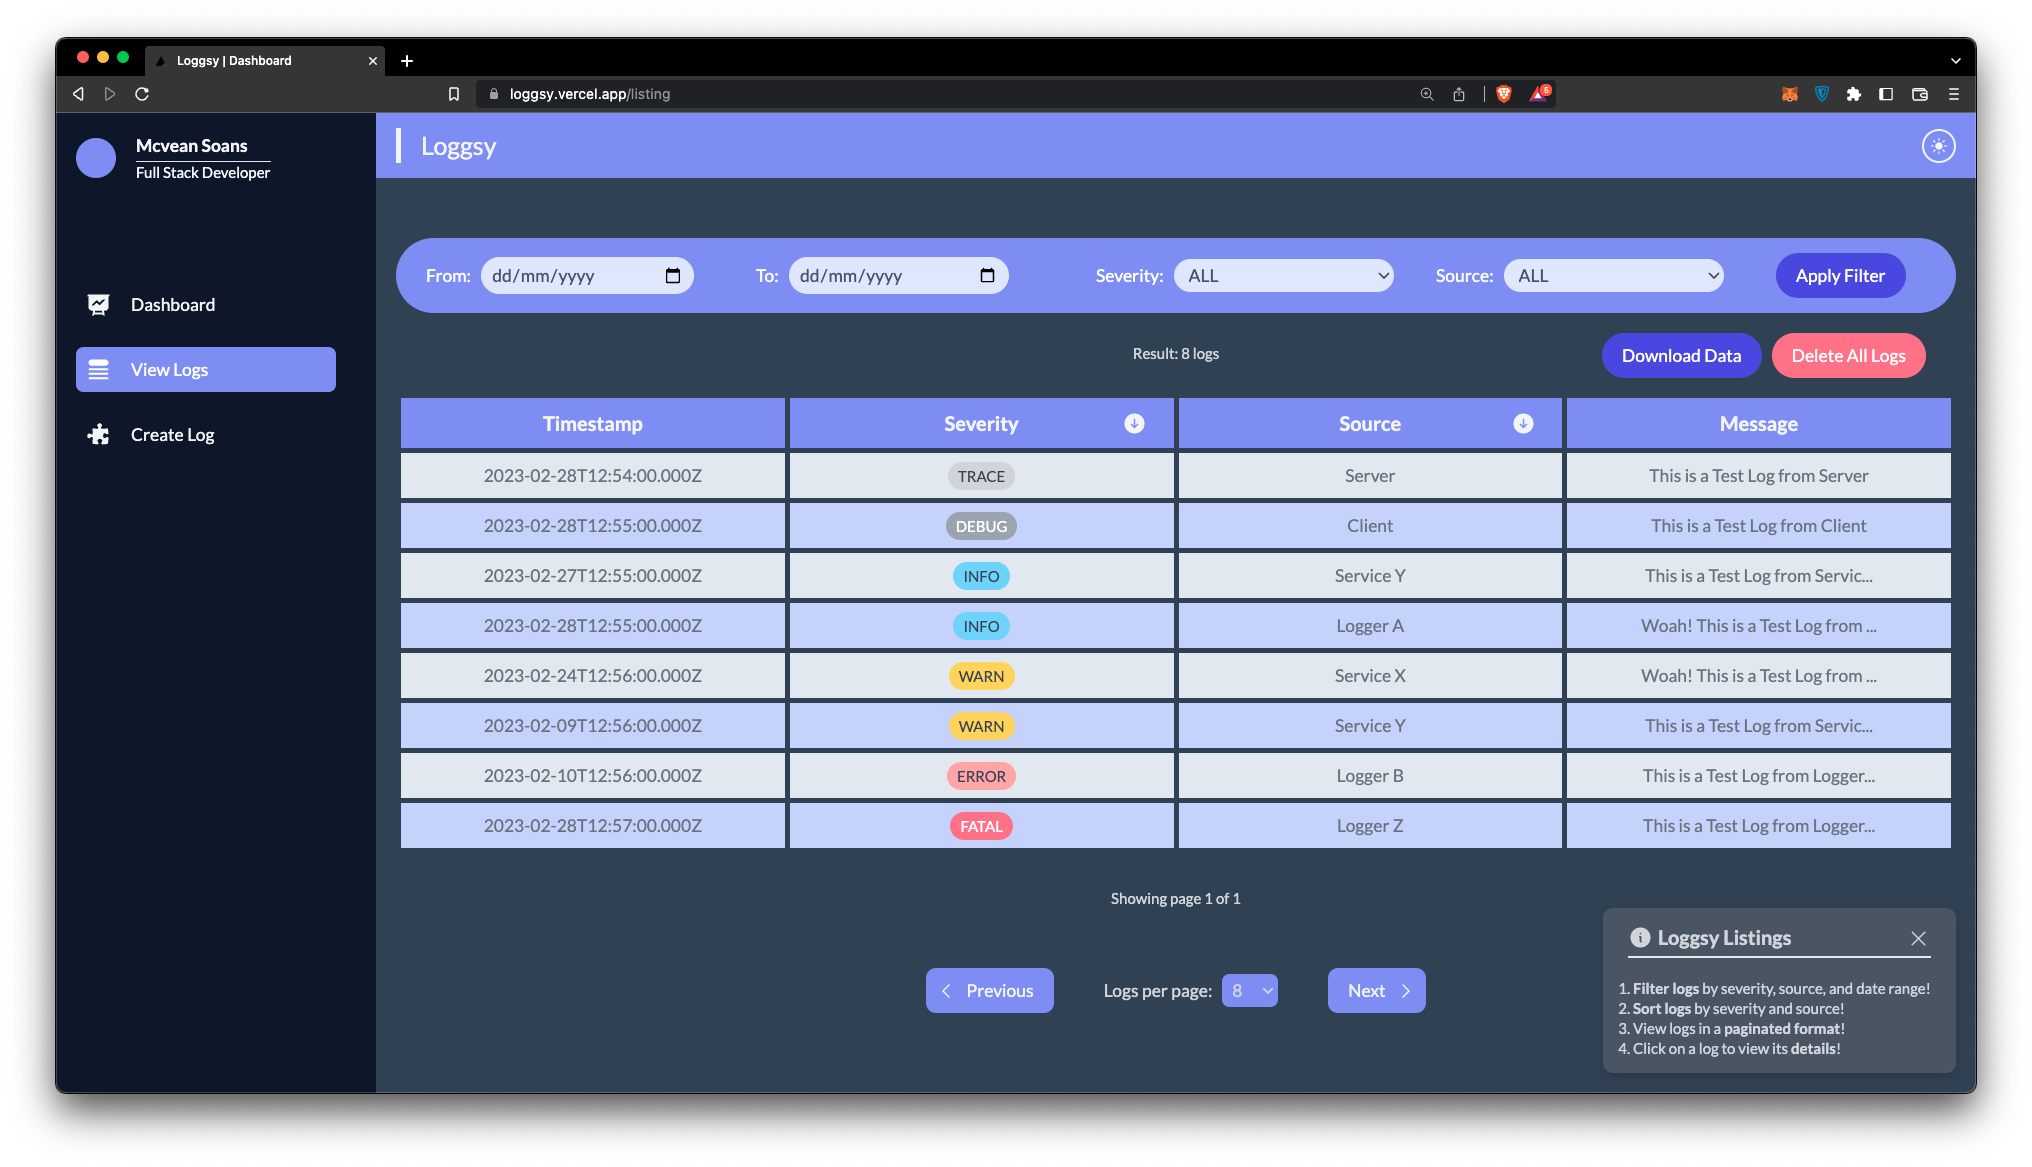 Loggsy | Dashboard
loggsy.vercel.app/listing
5
Mcvean Soans
Full Stack Developer
Dashboard
View Logs
Create Log
Loggsy
From: dd/mm/yyyy To: dd/mm/yyyy Severity: ALL Source: ALL Apply Filter
Result: 8 logs Download Data Delete All Logs
Timestamp Severity Source Message
2023-02-28T12:54:00.000Z TRACE Server This is a Test Log from Server
2023-02-28T12:55:00.000Z DEBUG Client This is a Test Log from Client
2023-02-27T12:55:00.000Z INFO Service Y This is a Test Log from Servic...
2023-02-28T12:55:00.000Z INFO Logger A Woah! This is a Test Log from ...
2023-02-24T12:56:00.000Z WARN Service X Woah! This is a Test Log from ...
2023-02-09T12:56:00.000Z WARN Service Y This is a Test Log from Servic...
2023-02-10T12:56:00.000Z ERROR Logger B This is a Test Log from Logger...
2023-02-28T12:57:00.000Z FATAL Logger Z This is a Test Log from Logger...
Showing page 1 of 1
Previous Logs per page: 8 Next
Loggsy Listings
1. Filter logs by severity, source, and date range!
2. Sort logs by severity and source!
3. View logs in a paginated format!
4. Click on a log to view its details!